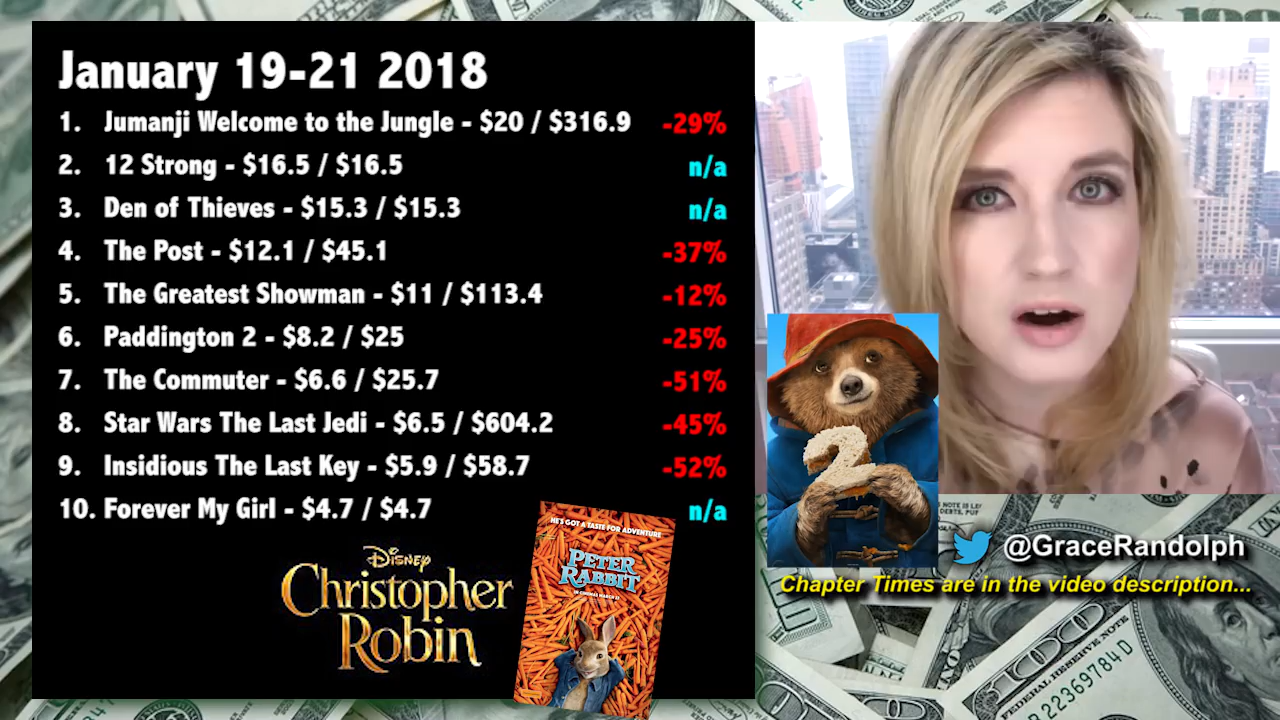 January 19-21 2018
1. Jumanji Welcome to the Jungle - $20 / $316.9 -29%
2. 12 Strong - $16.5 / $16.5 n/a
3. Den of Thieves - $15.3 / $15.3 n/a
4. The Post - $12.1 / $45.1 -37%
5. The Greatest Showman - $11 / $113.4 -12%
6. Paddington 2 - $8.2 / $25 -25%
7. The Commuter - $6.6 / $25.7 -51%
8. Star Wars The Last Jedi - $6.5 / $604.2 -45%
9. Insidious The Last Key - $5.9 / $58.7 -52%
10. Forever My Girl - $4.7 / $4.7 n/a
DISNEY
Christopher
Robin
HE'S GOT A TASTE FOR ADVENTURE
PETER
RABBIT
2
@GraceRandolph
Chapter Times are in the video description...
100
FEDERAL RESERVE NOTE
B2369784D